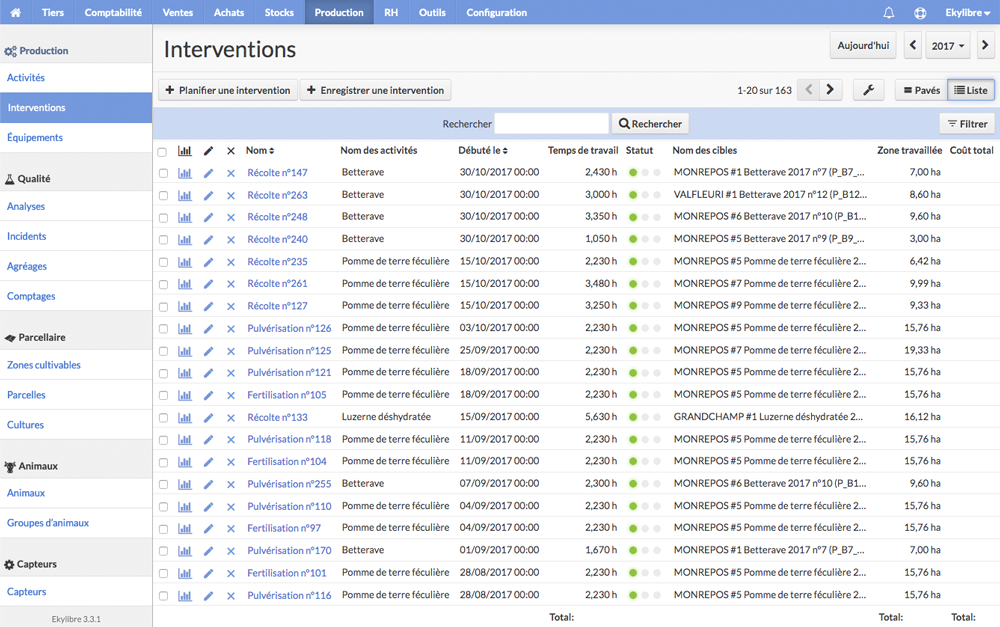 Tiers Comptabilité Ventes Achats Stocks Production RH Outils Configuration Ekylibre
Production
Activités
Interventions
Équipements
Qualité
Analyses
Incidents
Agréages
Comptages
Parcellaire
Zones cultivables
Parcelles
Cultures
Animaux
Animaux
Groupes d'animaux
Capteurs
Capteurs
Ekylibre 3.3.1
Interventions
Aujourd'hui 2017
Planifier une intervention Enregistrer une intervention 1-20 sur 163 Pavés Liste
Rechercher Rechercher Filtrer
Nom Nom des activités Débuté le Temps de travail Statut Nom des cibles Zone travaillée Coût total
Récolte n°147 Betterave 30/10/2017 00:00 2,430 h MONREPOS #1 Betterave 2017 n°7 (P_B7_... 7,00 ha
Récolte n°263 Betterave 30/10/2017 00:00 3,000 h VALFLEURI #1 Betterave 2017 n°12 (P_B12... 8,60 ha
Récolte n°248 Betterave 30/10/2017 00:00 3,350 h MONREPOS #6 Betterave 2017 n°10 (P_B1... 9,60 ha
Récolte n°240 Betterave 30/10/2017 00:00 1,050 h MONREPOS #5 Betterave 2017 n°9 (P_B9_... 3,00 ha
Récolte n°235 Pomme de terre féculière 15/10/2017 00:00 2,230 h MONREPOS #5 Pomme de terre féculière 2... 6,42 ha
Récolte n°261 Pomme de terre féculière 15/10/2017 00:00 3,480 h MONREPOS #7 Pomme de terre féculière 2... 9,99 ha
Récolte n°127 Pomme de terre féculière 15/10/2017 00:00 3,250 h MONREPOS #9 Pomme de terre féculière 2... 9,33 ha
Pulvérisation n°126 Pomme de terre féculière 03/10/2017 00:00 2,230 h MONREPOS #5 Pomme de terre féculière 2... 15,76 ha
Pulvérisation n°125 Pomme de terre féculière 25/09/2017 00:00 2,230 h MONREPOS #7 Pomme de terre féculière 2... 19,33 ha
Pulvérisation n°121 Pomme de terre féculière 18/09/2017 00:00 2,230 h MONREPOS #5 Pomme de terre féculière 2... 15,76 ha
Fertilisation n°105 Pomme de terre féculière 18/09/2017 00:00 2,230 h MONREPOS #5 Pomme de terre féculière 2... 15,76 ha
Récolte n°133 Luzerne déshydratée 15/09/2017 00:00 5,630 h GRANDCHAMP #1 Luzerne déshydratée 2... 16,12 ha
Pulvérisation n°118 Pomme de terre féculière 11/09/2017 00:00 2,230 h MONREPOS #5 Pomme de terre féculière 2... 15,76 ha
Fertilisation n°104 Pomme de terre féculière 11/09/2017 00:00 2,230 h MONREPOS #5 Pomme de terre féculière 2... 15,76 ha
Pulvérisation n°255 Betterave 07/09/2017 00:00 2,300 h MONREPOS #6 Betterave 2017 n°10 (P_B1... 9,60 ha
Pulvérisation n°110 Pomme de terre féculière 04/09/2017 00:00 2,230 h MONREPOS #5 Pomme de terre féculière 2... 15,76 ha
Fertilisation n°97 Pomme de terre féculière 04/09/2017 00:00 2,230 h MONREPOS #5 Pomme de terre féculière 2... 15,76 ha
Pulvérisation n°170 Betterave 01/09/2017 00:00 1,670 h MONREPOS #1 Betterave 2017 n°7 (P_B7_... 7,00 ha
Fertilisation n°101 Pomme de terre féculière 28/08/2017 00:00 2,230 h MONREPOS #5 Pomme de terre féculière 2... 15,76 ha
Pulvérisation n°116 Pomme de terre féculière 28/08/2017 00:00 2,230 h MONREPOS #5 Pomme de terre féculière 2... 15,76 ha
Total: Total: Total: